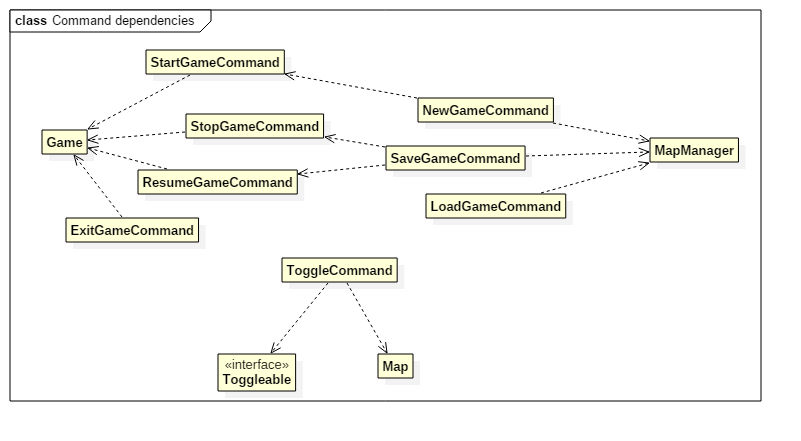 class Command dependencies
StartGameCommand
NewGameCommand
StopGameCommand
Game
SaveGameCommand
MapManager
ResumeGameCommand
LoadGameCommand
ExitGameCommand
ToggleCommand
«interface»
Toggleable
Map